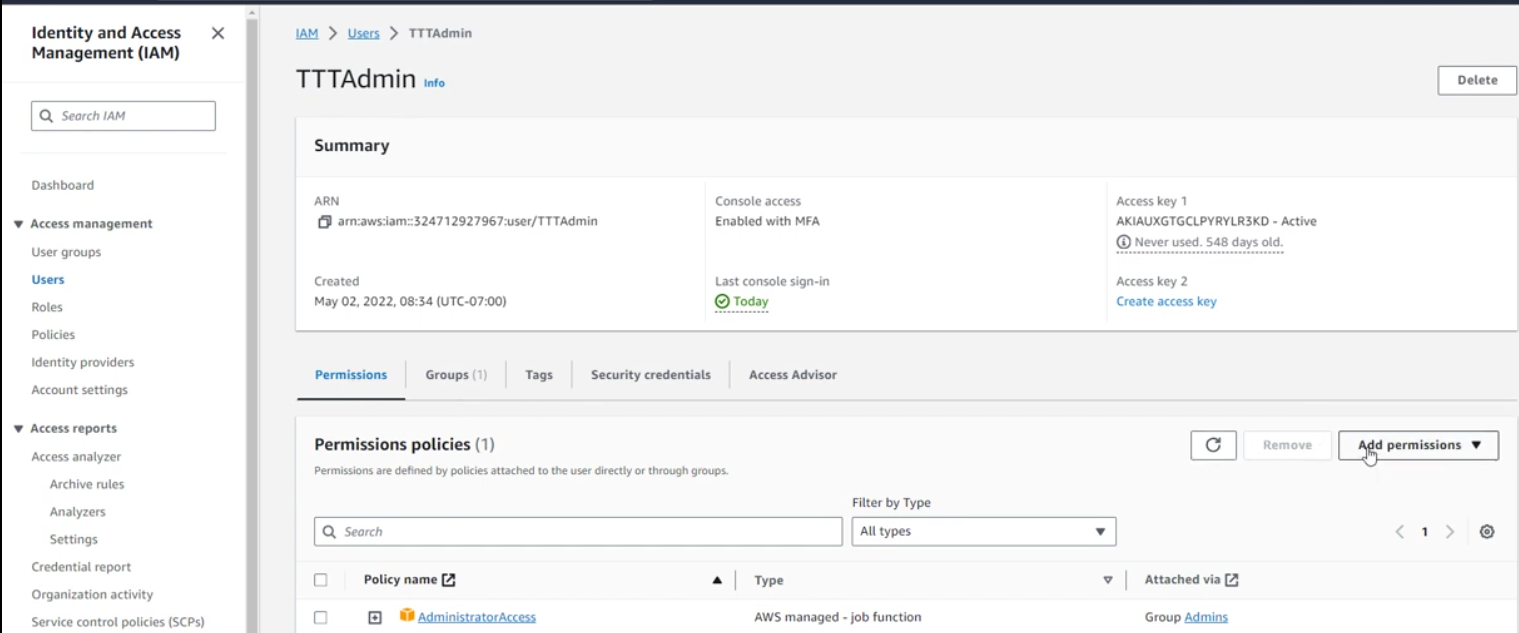 Identity and Access
Management (IAM)
Search IAM
Dashboard
Access management
User groups
Users
Roles
Policies
Identity providers
Account settings
Access reports
Access analyzer
Archive rules
Analyzers
Settings
Credential report
Organization activity
Service control policies (SCPs)
IAM > Users > TTTAdmin
TTTAdmin Info
Delete
Summary
ARN
arn:aws:iam::324712927967:user/TTTAdmin
Console access
Enabled with MFA
Access key 1
AKIAUXGTGCLPYRYLR3KD - Active
Never used. 548 days old.
Created
May 02, 2022, 08:34 (UTC-07:00)
Last console sign-in
Today
Access key 2
Create access key
Permissions
Groups (1)
Tags
Security credentials
Access Advisor
Permissions policies (1)
Permissions are defined by policies attached to the user directly or through groups.
Remove
Add permissions
Filter by Type
Search
All types
1
Policy name
Type
Attached via
AdministratorAccess
AWS managed - job function
Group Admins